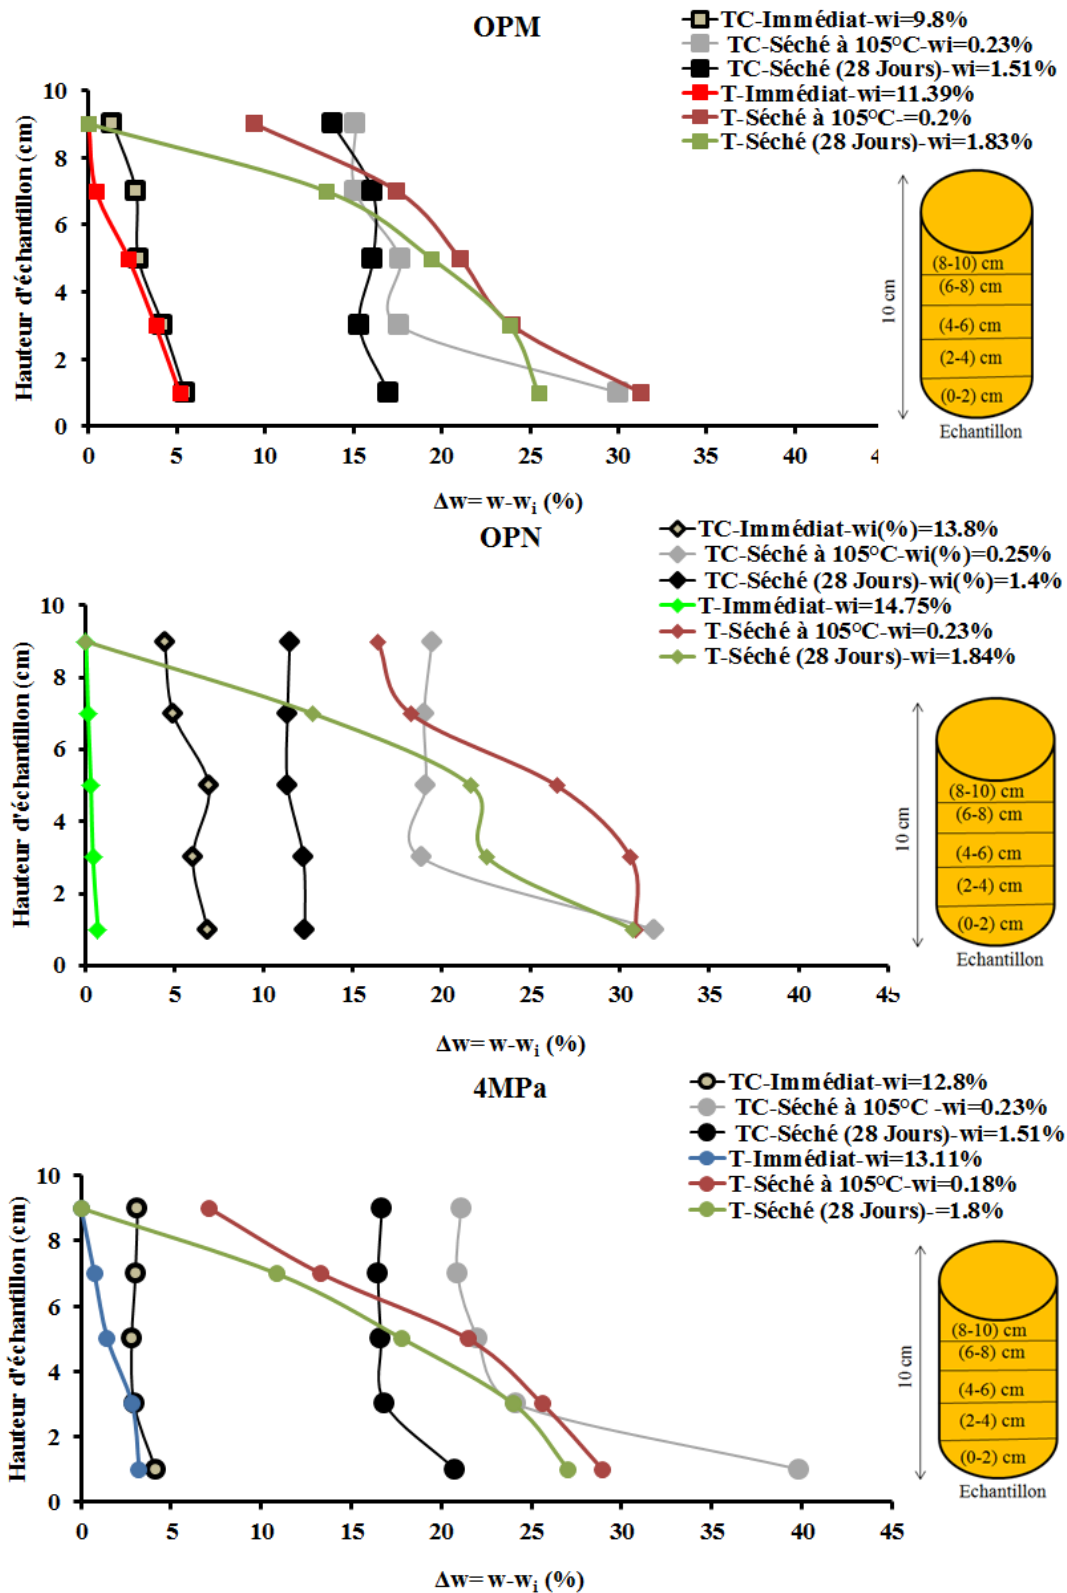 OPM
TC-Immédiat-wi=9.8%
TC-Séché à 105°C-wi=0.23%
TC-Séché (28 Jours)-wi=1.51%
T-Immédiat-wi=11.39%
T-Séché à 105°C-=0.2%
T-Séché (28 Jours)-wi=1.83%
Hauteur d'échantillon (cm)
10
8
6
4
2
0
0 5 10 15 20 25 30 35 40 4
Δw= w-wi (%)
10 cm
(8-10) cm
(6-8) cm
(4-6) cm
(2-4) cm
(0-2) cm
Echantillon
OPN
TC-Immédiat-wi(%)=13.8%
TC-Séché à 105°C-wi(%)=0.25%
TC-Séché (28 Jours)-wi(%)=1.4%
T-Immédiat-wi=14.75%
T-Séché à 105°C-wi=0.23%
T-Séché (28 Jours)-wi=1.84%
Hauteur d'échantillon (cm)
10
8
6
4
2
0
0 5 10 15 20 25 30 35 40 45
Δw= w-wi (%)
10 cm
(8-10) cm
(6-8) cm
(4-6) cm
(2-4) cm
(0-2) cm
Echantillon
4MPa
TC-Immédiat-wi=12.8%
TC-Séché à 105°C -wi=0.23%
TC-Séché (28 Jours)-wi=1.51%
T-Immédiat-wi=13.11%
T-Séché à 105°C-wi=0.18%
T-Séché (28 Jours)-=1.8%
Hauteur d'échantillon (cm)
10
8
6
4
2
0
0 5 10 15 20 25 30 35 40 45
Δw= w-wi (%)
10 cm
(8-10) cm
(6-8) cm
(4-6) cm
(2-4) cm
(0-2) cm
Echantillon